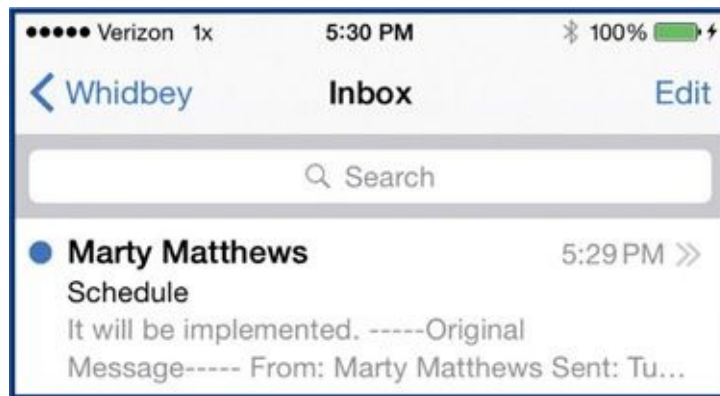 Verizon 1x 5:30 PM 100%
Whidbey Inbox Edit
Search
Marty Matthews 5:29 PM
Schedule
It will be implemented. -----Original
Message----- From: Marty Matthews Sent: Tu...